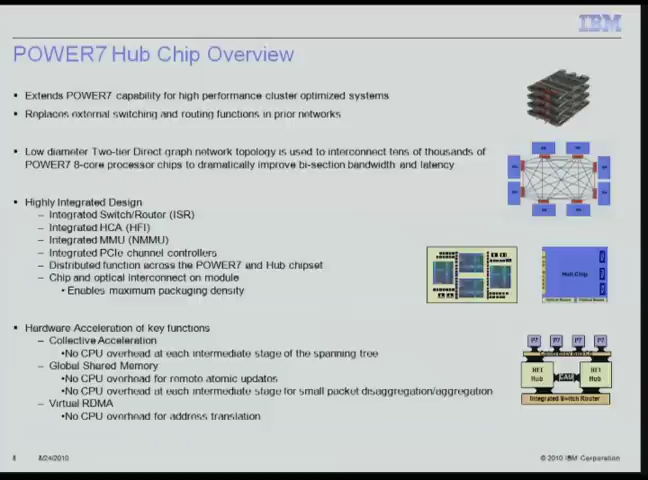 IBM
POWER7 Hub Chip Overview
▪ Extends POWER7 capability for high performance cluster optimized systems
▪ Replaces external switching and routing functions in prior networks
▪ Low diameter Two-tier Direct graph network topology is used to interconnect tens of thousands of
POWER7 8-core processor chips to dramatically improve bi-section bandwidth and latency
▪ Highly Integrated Design
– Integrated Switch/Router (ISR)
– Integrated HCA (HFI)
– Integrated MMU (NMMU)
– Integrated PCIe channel controllers
– Distributed function across the POWER7 and Hub chipset
– Chip and optical interconnect on module
•Enables maximum packaging density
Hub Chip
▪ Hardware Acceleration of key functions
– Collective Acceleration
•No CPU overhead at each intermediate stage of the spanning tree
– Global Shared Memory
•No CPU overhead for remote atomic updates
•No CPU overhead at each intermediate stage for small packet disaggregation/aggregation
– Virtual RDMA
•No CPU overhead for address translation
P7 P7 P7 P7
HFI HFI
Hub CAU Hub
Integrated Switch Router
8 8/24/2010 © 2010 IBM Corporation